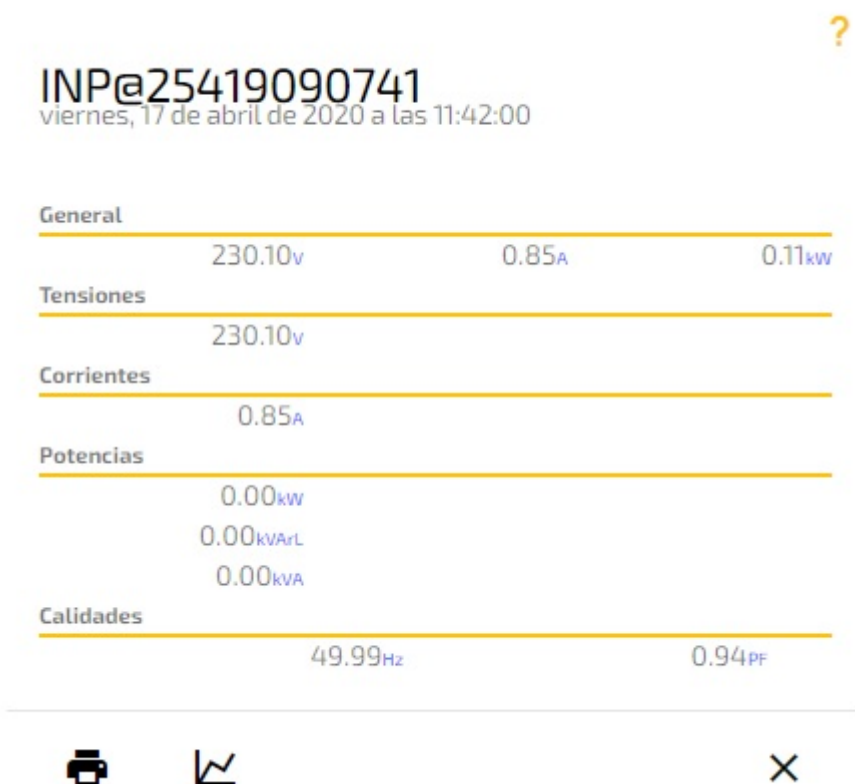 ?
INP@25419090741
viernes, 17 de abril de 2020 a las 11:42:00
General
230.10V 0.85A 0.11kW
Tensiones
230.10V
Corrientes
0.85A
Potencias
0.00kW
0.00kVArL
0.00kVA
Calidades
49.99Hz 0.94PF